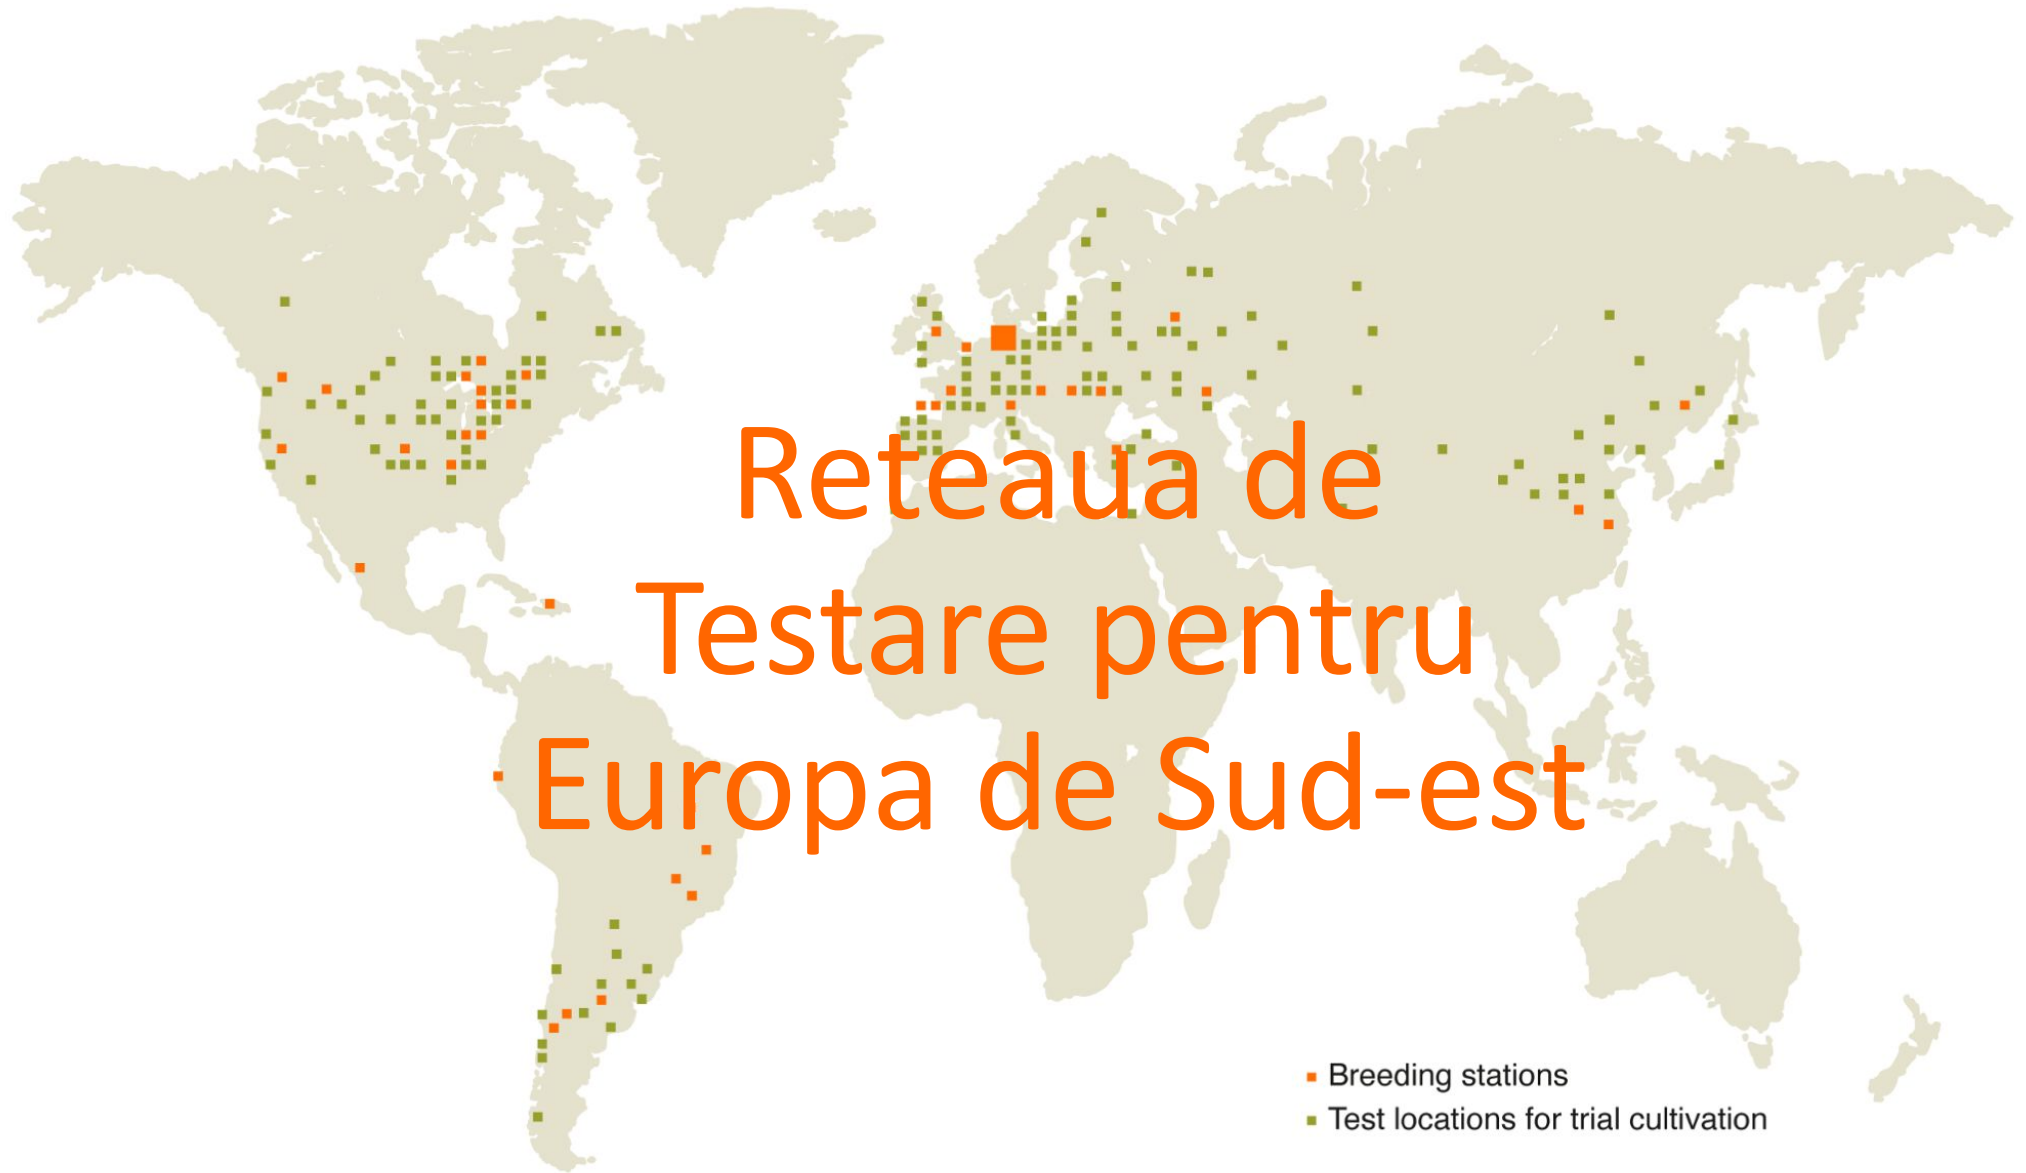 Reteaua de
Testare pentru
Europa de Sud-est
Breeding stations
Test locations for trial cultivation